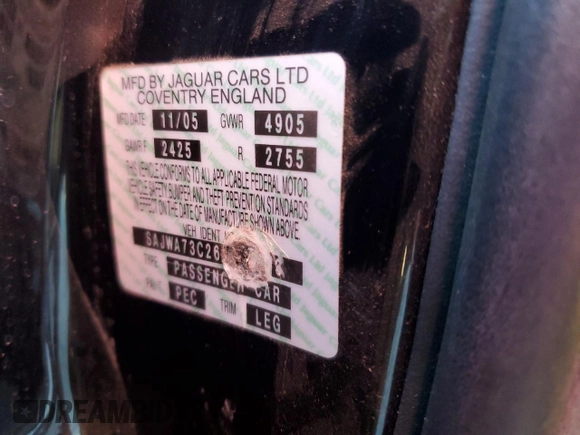 MFD BY JAGUAR CARS LTD
COVENTRY ENGLAND
MFG DATE 11/05 GVWR 4905
GAWR F 2425 R 2755
THIS VEHICLE CONFORMS TO ALL APPLICABLE FEDERAL MOTOR
VEHICLE SAFETY BUMPER AND THEFT PREVENTION STANDARDS
IN EFFECT ON THE DATE OF MANUFACTURE SHOWN ABOVE.
VEH. IDENT
SAJWA73C26
TYPE PASSENGER CAR
PAINT PEC TRIM LEG
DREAMBID